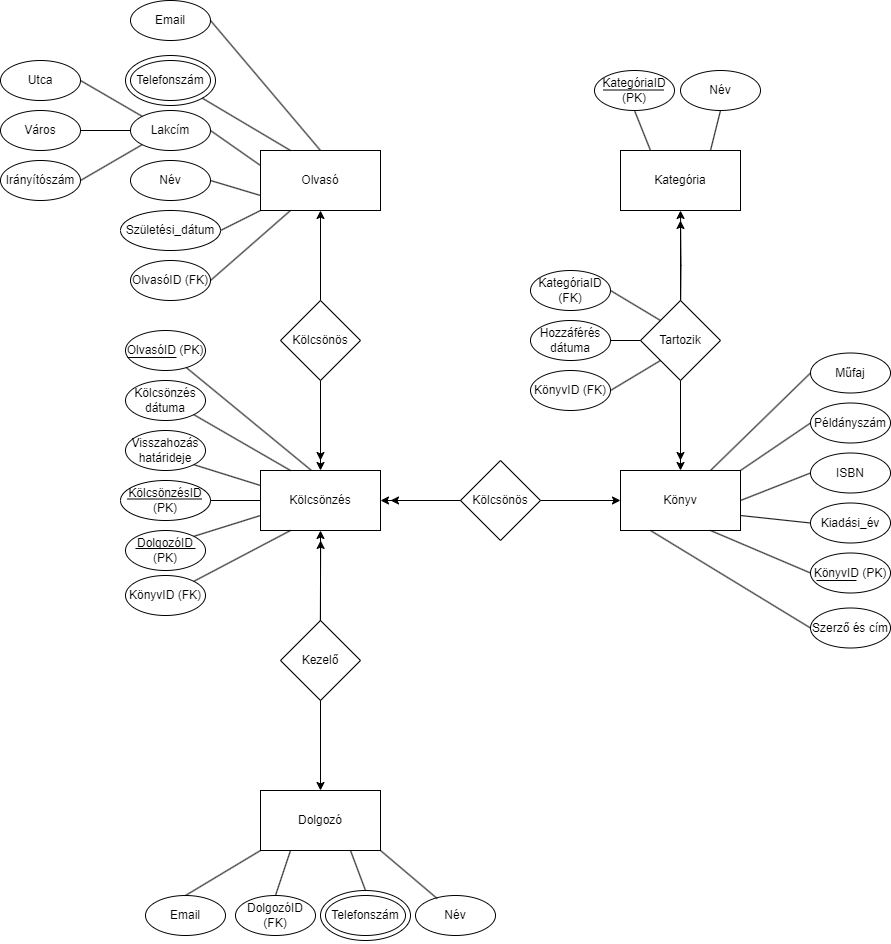 Email
Telefonszám
Utca
Város
Lakcím
Irányítószám
Név
Születési_dátum
OlvasóID (FK)
Olvasó
KategóriaID
(PK)
Név
Kategória
Kölcsönös
KategóriaID
(FK)
Hozzáférés
dátuma
KönyvID (FK)
Tartozik
OlvasóID (PK)
Kölcsönzés
dátuma
Visszahozás
határideje
KölcsönzésID
(PK)
DolgozóID
(PK)
KönyvID (FK)
Kölcsönzés
Kölcsönös
Könyv
Műfaj
Példányszám
ISBN
Kiadási_év
KönyvID (PK)
Szerző és cím
Kezelő
Dolgozó
Email
DolgozóID
(FK)
Telefonszám
Név